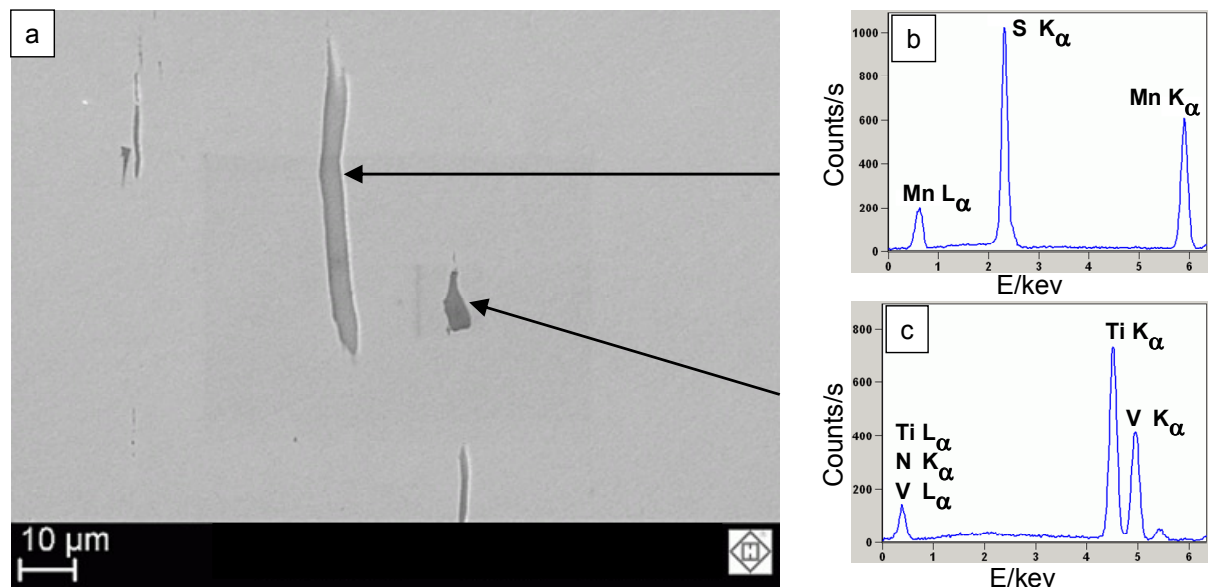 a
10 µm
b
S Kα
Mn Kα
Mn Lα
Counts/s
1000
800
600
400
200
0
0 1 2 3 4 5 6
E/kev
c
Ti Kα
V Kα
Ti Lα
N Kα
V Lα
Counts/s
800
600
400
200
0
0 1 2 3 4 5 6
E/kev